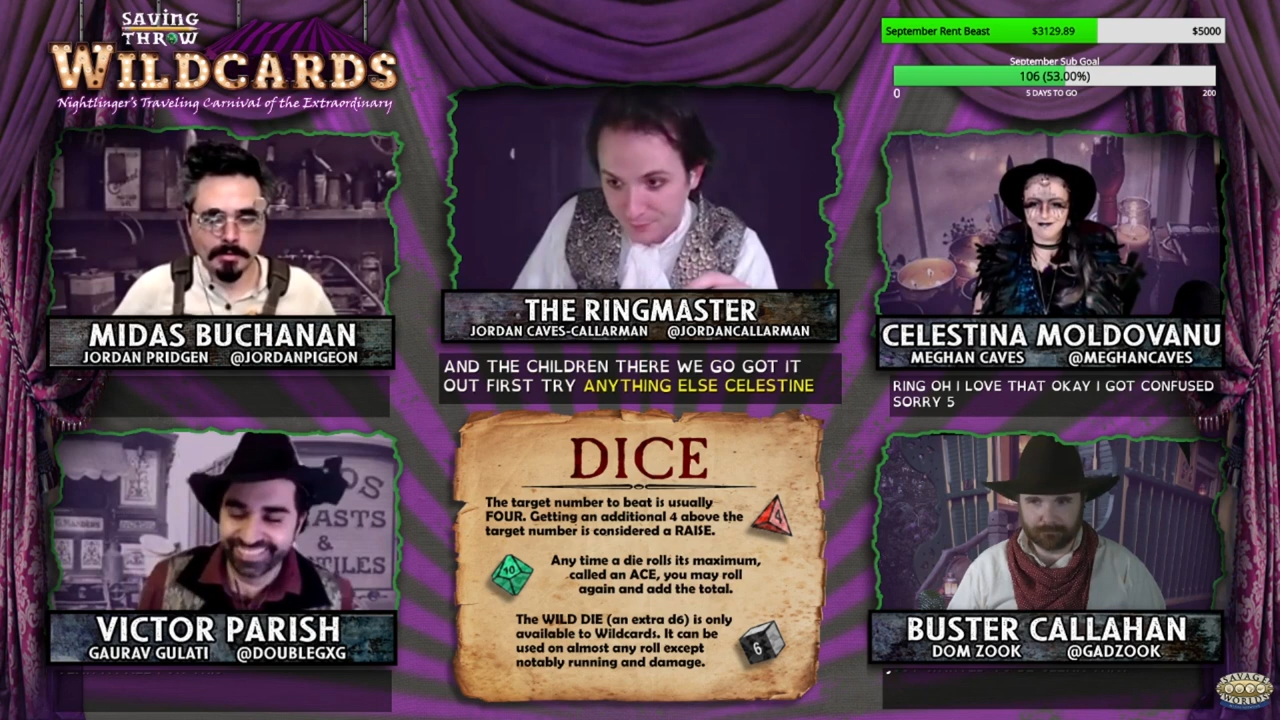 SAVING
THROW
WILDCARDS
Nightlinger's Traveling Carnival of the Extraordinary
September Rent Beast $3129.89 $5000
September Sub Goal
106 (53.00%)
0 5 DAYS TO GO 200
MIDAS BUCHANAN
JORDAN PRIDGEN @JORDANPIGEON
THE RINGMASTER
JORDAN CAVES-CALLARMAN @JORDANCALLARMAN
AND THE CHILDREN THERE WE GO GOT IT
OUT FIRST TRY ANYTHING ELSE CELESTINE
CELESTINA MOLDOVANU
MEGHAN CAVES @MEGHANCAVES
RING OH I LOVE THAT OKAY I GOT CONFUSED
SORRY 5
VICTOR PARISH
GAURAV GULATI @DOUBLEGXG
DICE
The target number to beat is usually
FOUR. Getting an additional 4 above the
target number is considered a RAISE.
4
10
Any time a die rolls its maximum,
called an ACE, you may roll
again and add the total.
The WILD DIE (an extra d6) is only
available to Wildcards. It can be
used on almost any roll except
notably running and damage.
6
BUSTER CALLAHAN
DOM ZOOK @GADZOOK
SAVAGE
WORLDS